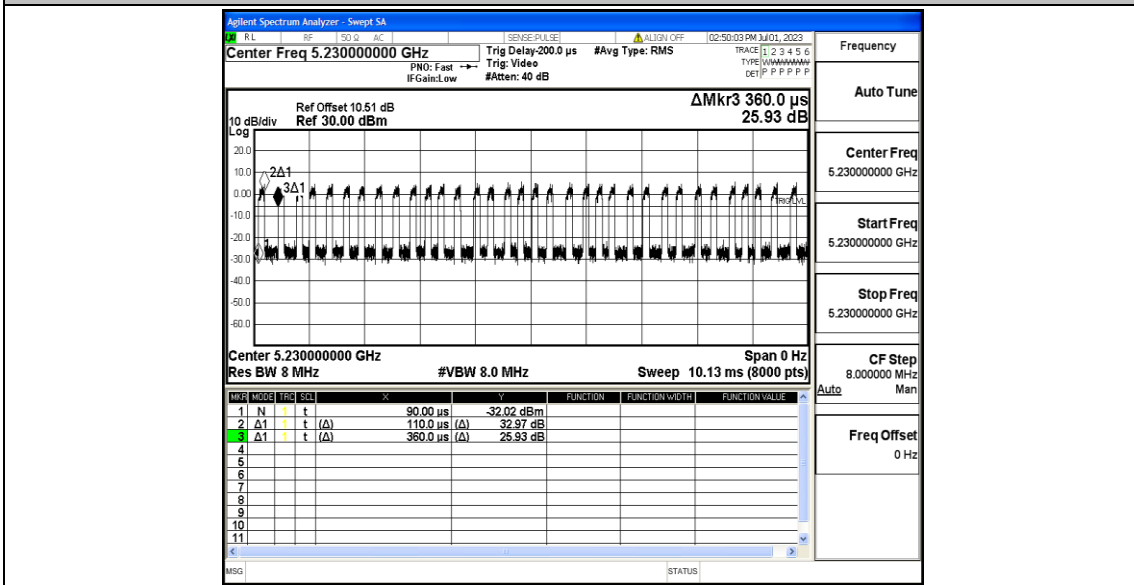 Agilent Spectrum Analyzer - Swept SA
LXI RL RF 50 Ω AC SENSE:PULSE ALIGN OFF 02:50:03 PM Jul 01, 2023
Center Freq 5.230000000 GHz
PNO: Fast
IFGain:Low
Trig Delay-200.0 µs
Trig: Video
#Atten: 40 dB
#Avg Type: RMS
TRACE 1 2 3 4 5 6
TYPE
DET P P P P P P
ΔMkr3 360.0 µs
25.93 dB
Ref Offset 10.51 dB
10 dB/div Ref 30.00 dBm
Log
20.0
10.0
0.00
-10.0
-20.0
-30.0
-40.0
-50.0
-60.0
2Δ1
3Δ1
1
TRIG LVL
Center 5.230000000 GHz Span 0 Hz
Res BW 8 MHz #VBW 8.0 MHz Sweep 10.13 ms (8000 pts)
MKR MODE TRC SCL X Y FUNCTION FUNCTION WIDTH FUNCTION VALUE
1 N 1 t 90.00 µs -32.02 dBm
2 Δ1 1 t (Δ) 110.0 µs (Δ) 32.97 dB
3 Δ1 1 t (Δ) 360.0 µs (Δ) 25.93 dB
4
5
6
7
8
9
10
11
MSG STATUS
Frequency
Auto Tune
Center Freq
5.230000000 GHz
Start Freq
5.230000000 GHz
Stop Freq
5.230000000 GHz
CF Step
8.000000 MHz
Auto Man
Freq Offset
0 Hz